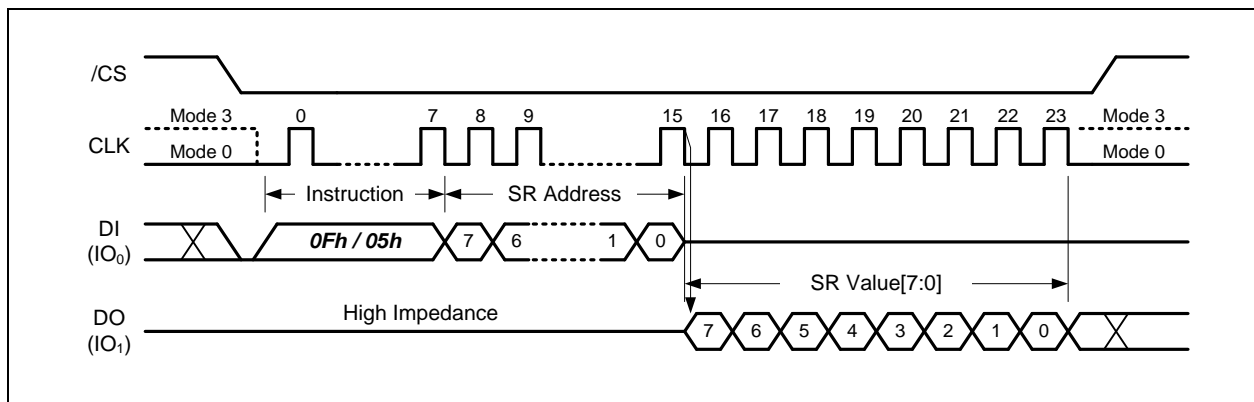 /CS
Mode 3 0 7 8 9 15 16 17 18 19 20 21 22 23 Mode 3
CLK
Mode 0 Mode 0
Instruction SR Address
DI
(IO₀)
0Fh / 05h 7 6 1 0
SR Value[7:0]
High Impedance
DO
(IO₁)
7 6 5 4 3 2 1 0